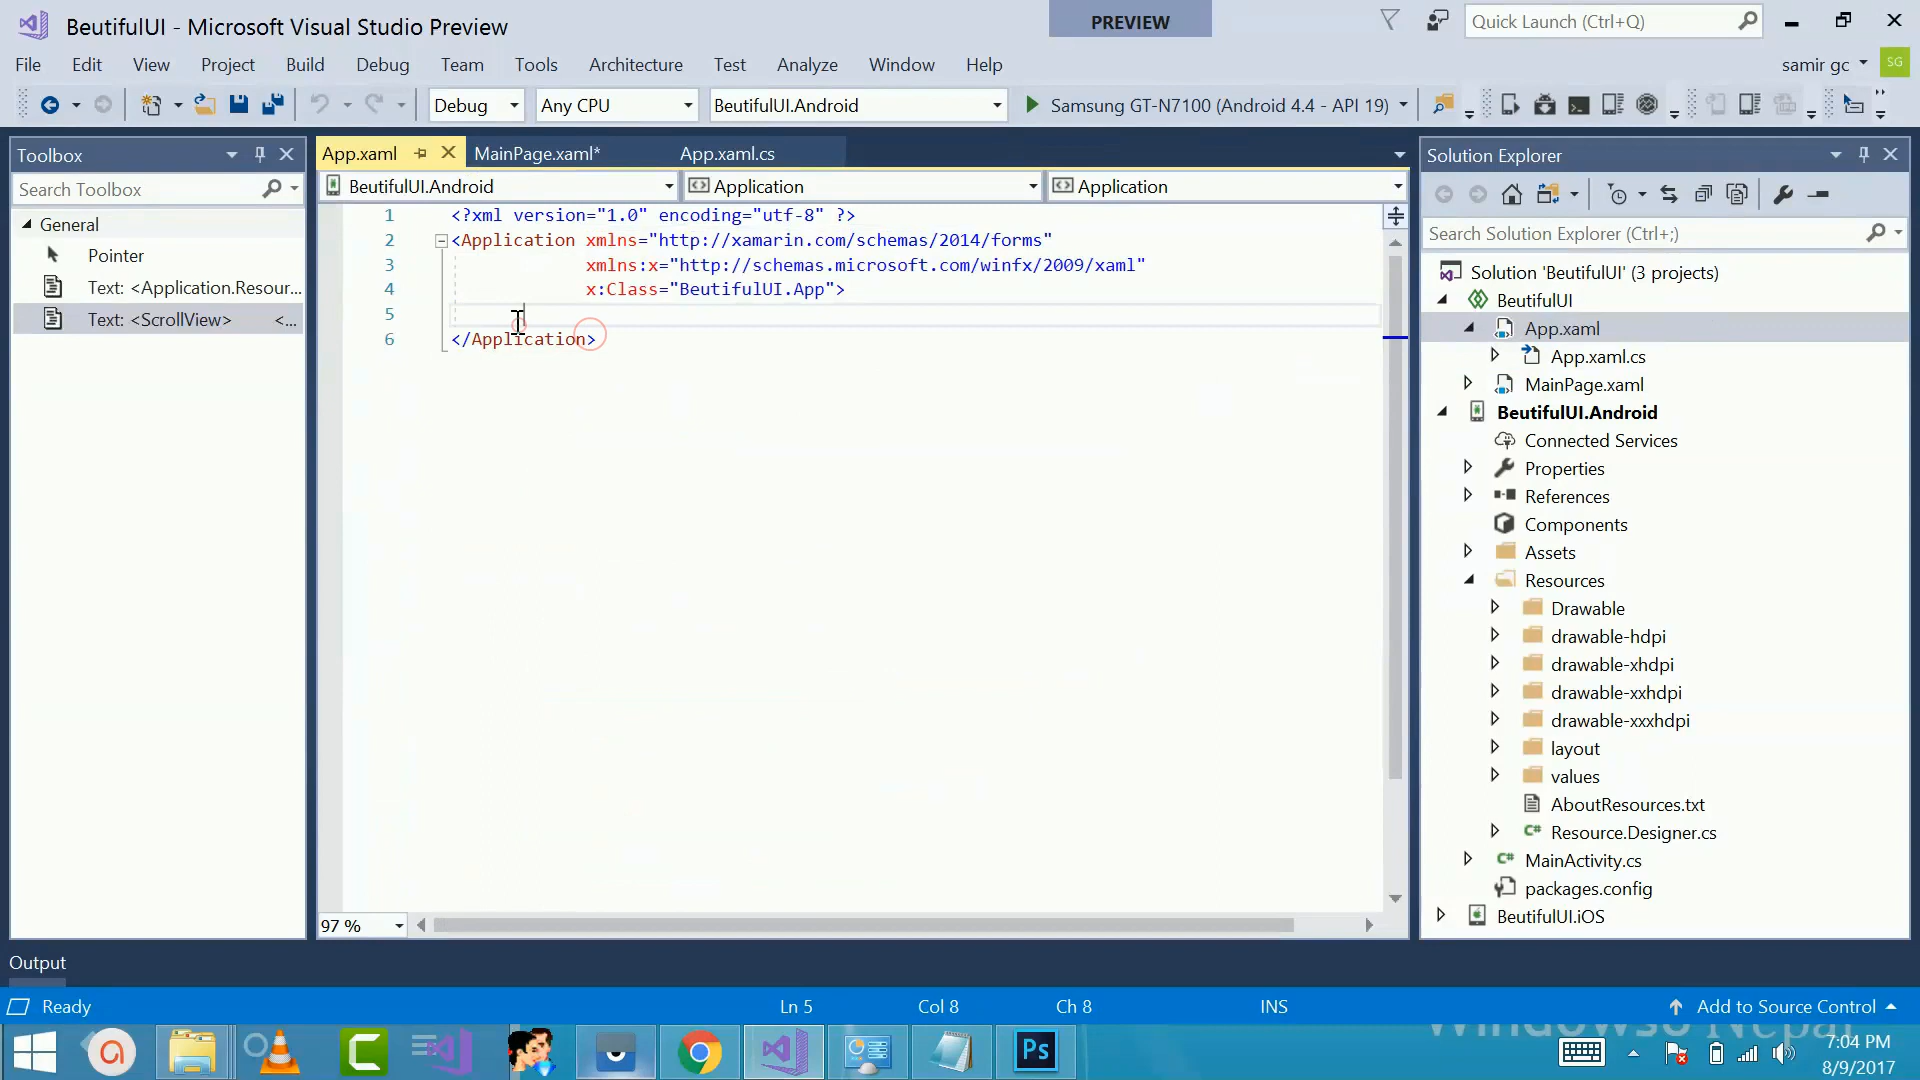 BeutifulUI - Microsoft Visual Studio Preview
PREVIEW
Quick Launch (Ctrl+Q)
File Edit View Project Build Debug Team Tools Architecture Test Analyze Window Help
samir gc SG
Debug Any CPU BeutifulUI.Android Samsung GT-N7100 (Android 4.4 - API 19)
Toolbox
Search Toolbox
General
Pointer
Text: <Application.Resour...
Text: <ScrollView> <...
App.xaml MainPage.xaml* App.xaml.cs
BeutifulUI.Android Application Application
1 <?xml version="1.0" encoding="utf-8" ?>
2 <Application xmlns="http://xamarin.com/schemas/2014/forms"
3 xmlns:x="http://schemas.microsoft.com/winfx/2009/xaml"
4 x:Class="BeutifulUI.App">
5
6 </Application>
97 %
Solution Explorer
Search Solution Explorer (Ctrl+;)
Solution 'BeutifulUI' (3 projects)
BeutifulUI
App.xaml
App.xaml.cs
MainPage.xaml
BeutifulUI.Android
Connected Services
Properties
References
Components
Assets
Resources
Drawable
drawable-hdpi
drawable-xhdpi
drawable-xxhdpi
drawable-xxxhdpi
layout
values
AboutResources.txt
C# Resource.Designer.cs
C# MainActivity.cs
packages.config
BeutifulUI.iOS
Output
Ready Ln 5 Col 8 Ch 8 INS Add to Source Control
Ps
7:04 PM
8/9/2017